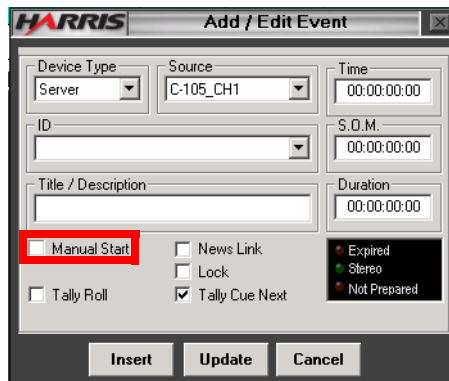 HARRIS Add / Edit Event
Device Type Source Time
Server C-105_CH1 00:00:00:00
ID S.O.M.
00:00:00:00
Title / Description Duration
00:00:00:00
Manual Start News Link Expired
Lock Stereo
Tally Roll Tally Cue Next Not Prepared
Insert Update Cancel